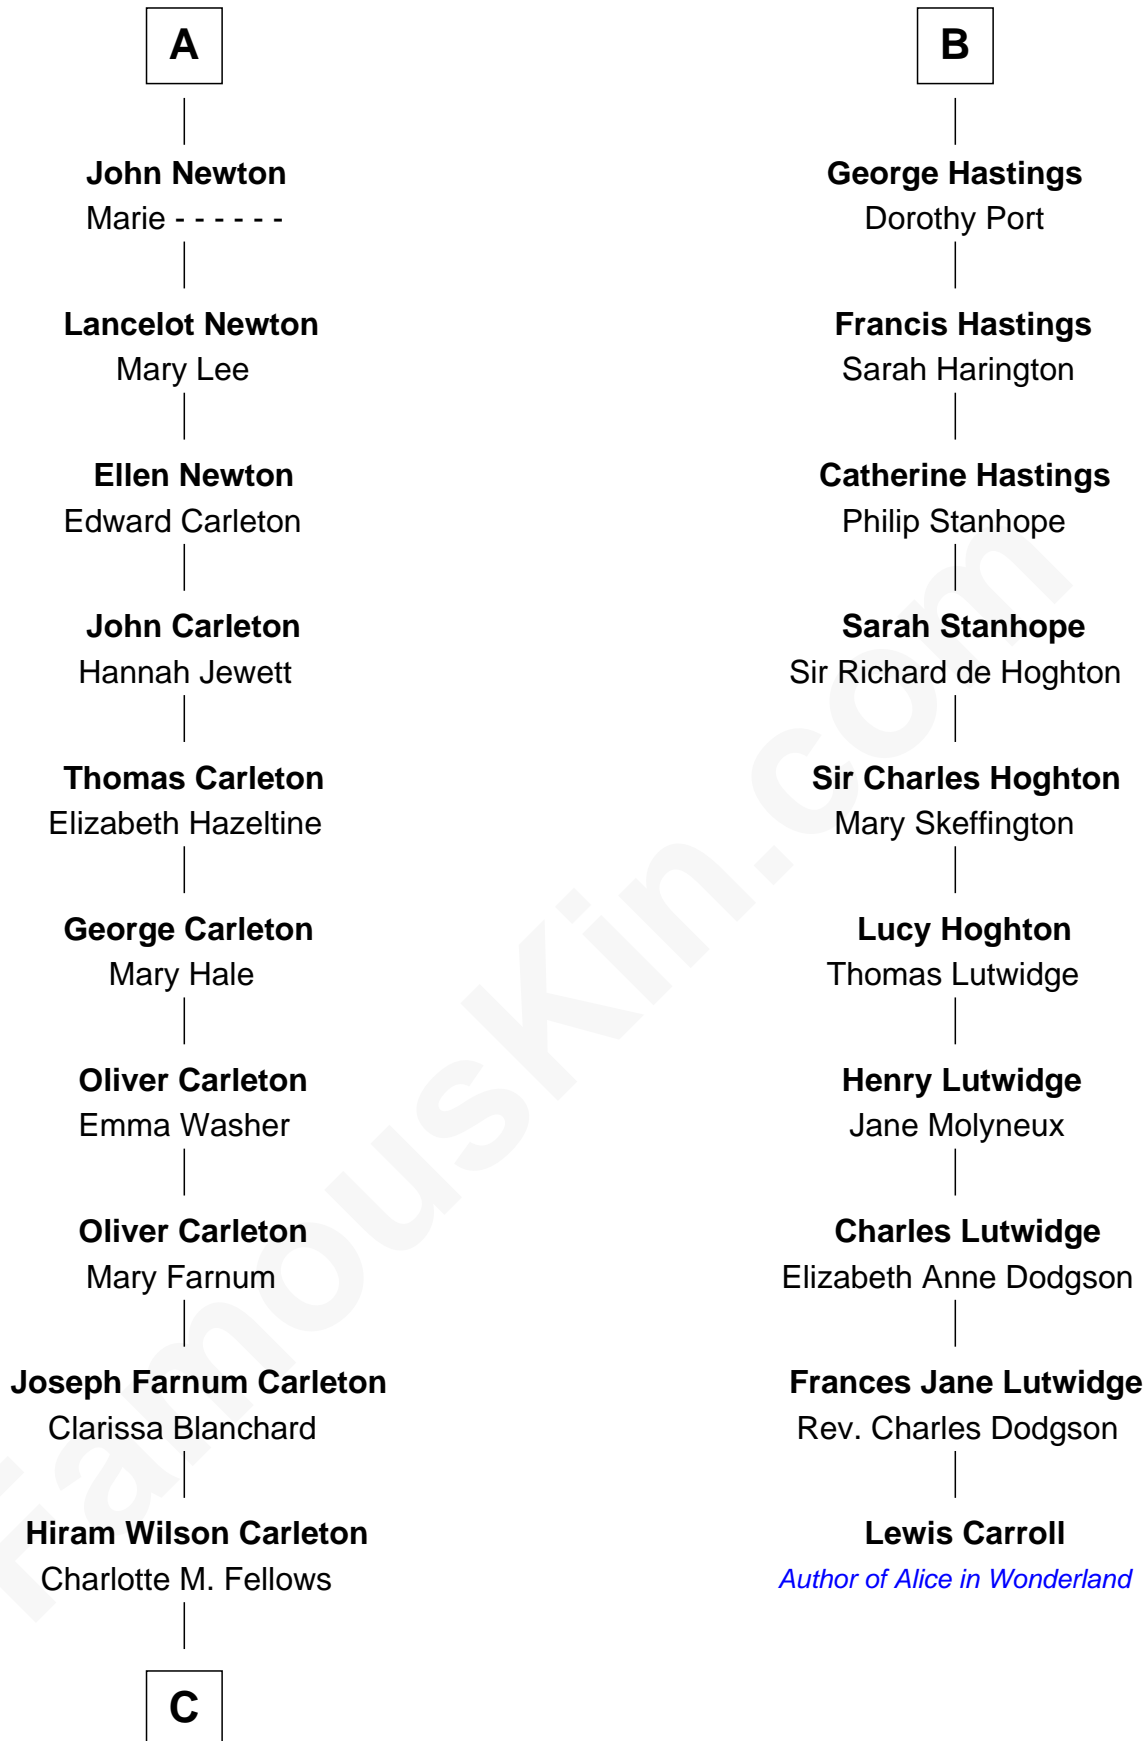 A
John Newton
Marie - - - - - -
Lancelot Newton
Mary Lee
Ellen Newton
Edward Carleton
John Carleton
Hannah Jewett
Thomas Carleton
Elizabeth Hazeltine
George Carleton
Mary Hale
Oliver Carleton
Emma Washer
Oliver Carleton
Mary Farnum
Joseph Farnum Carleton
Clarissa Blanchard
Hiram Wilson Carleton
Charlotte M. Fellows
C
B
George Hastings
Dorothy Port
Francis Hastings
Sarah Harington
Catherine Hastings
Philip Stanhope
Sarah Stanhope
Sir Richard de Hoghton
Sir Charles Hoghton
Mary Skeffington
Lucy Hoghton
Thomas Lutwidge
Henry Lutwidge
Jane Molyneux
Charles Lutwidge
Elizabeth Anne Dodgson
Frances Jane Lutwidge
Rev. Charles Dodgson
Lewis Carroll
Author of Alice in Wonderland
FamousKin.com